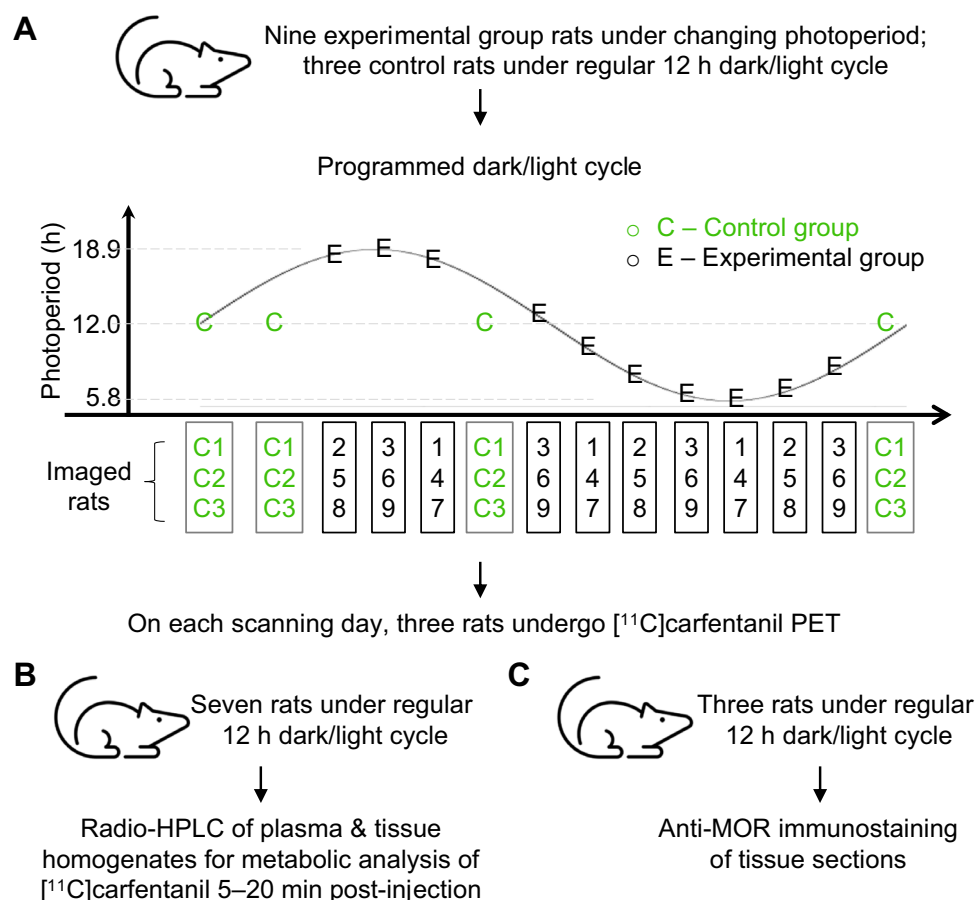 A
Nine experimental group rats under changing photoperiod;
three control rats under regular 12 h dark/light cycle
Programmed dark/light cycle
Photoperiod (h)
18.9
12.0
5.8
C – Control group
E – Experimental group
C
C
E
E
E
C
E
E
E
E
E
E
E
C
Imaged
rats
C1 C1 2 3 1 C1 3 1 2 3 1 2 3 C1
C2 C2 5 6 4 C2 6 4 5 6 4 5 6 C2
C3 C3 8 9 7 C3 9 7 8 9 7 8 9 C3
On each scanning day, three rats undergo [¹¹C]carfentanil PET
B
Seven rats under regular
12 h dark/light cycle
Radio-HPLC of plasma & tissue
homogenates for metabolic analysis of
[¹¹C]carfentanil 5–20 min post-injection
C
Three rats under regular
12 h dark/light cycle
Anti-MOR immunostaining
of tissue sections